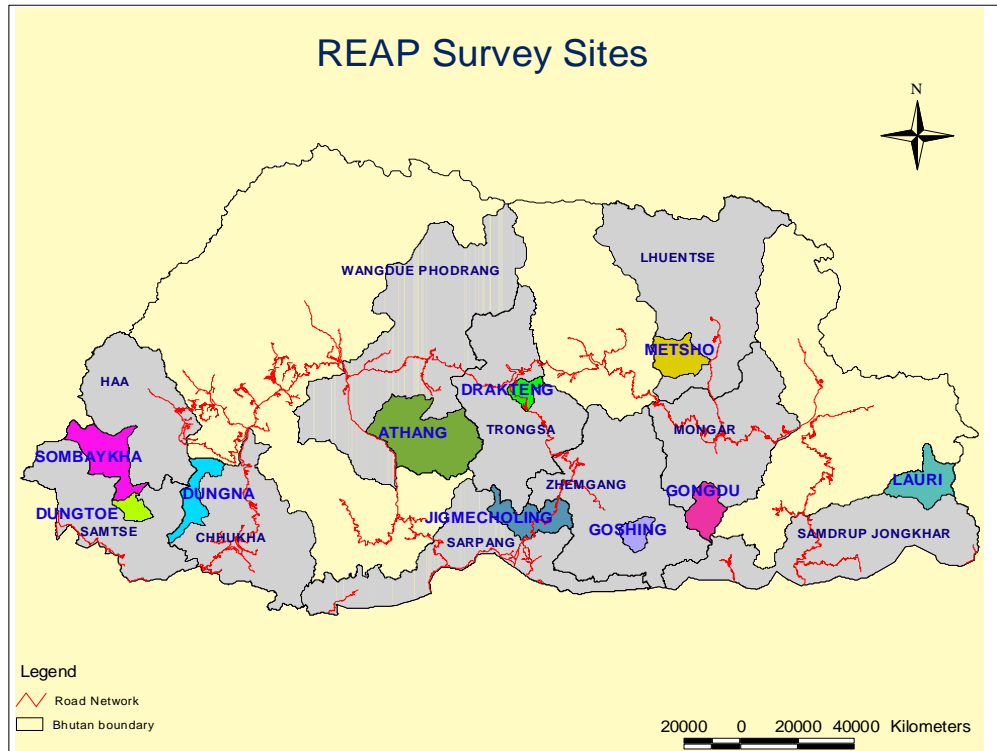 REAP Survey Sites
N
WANGDUE PHODRANG
LHUENTSE
METSHO
HAA
DRAKTENG
ATHANG
TRONGSA
MONGAR
SOMBAYKHA
DUNGNA
ZHEMGANG
GONGDU
LAURI
DUNGTOE
JIGMECHOLING
GOSHING
SAMTSE
CHHUKHA
SARPANG
SAMDRUP JONGKHAR
Legend
Road Network
Bhutan boundary
20000 0 20000 40000 Kilometers